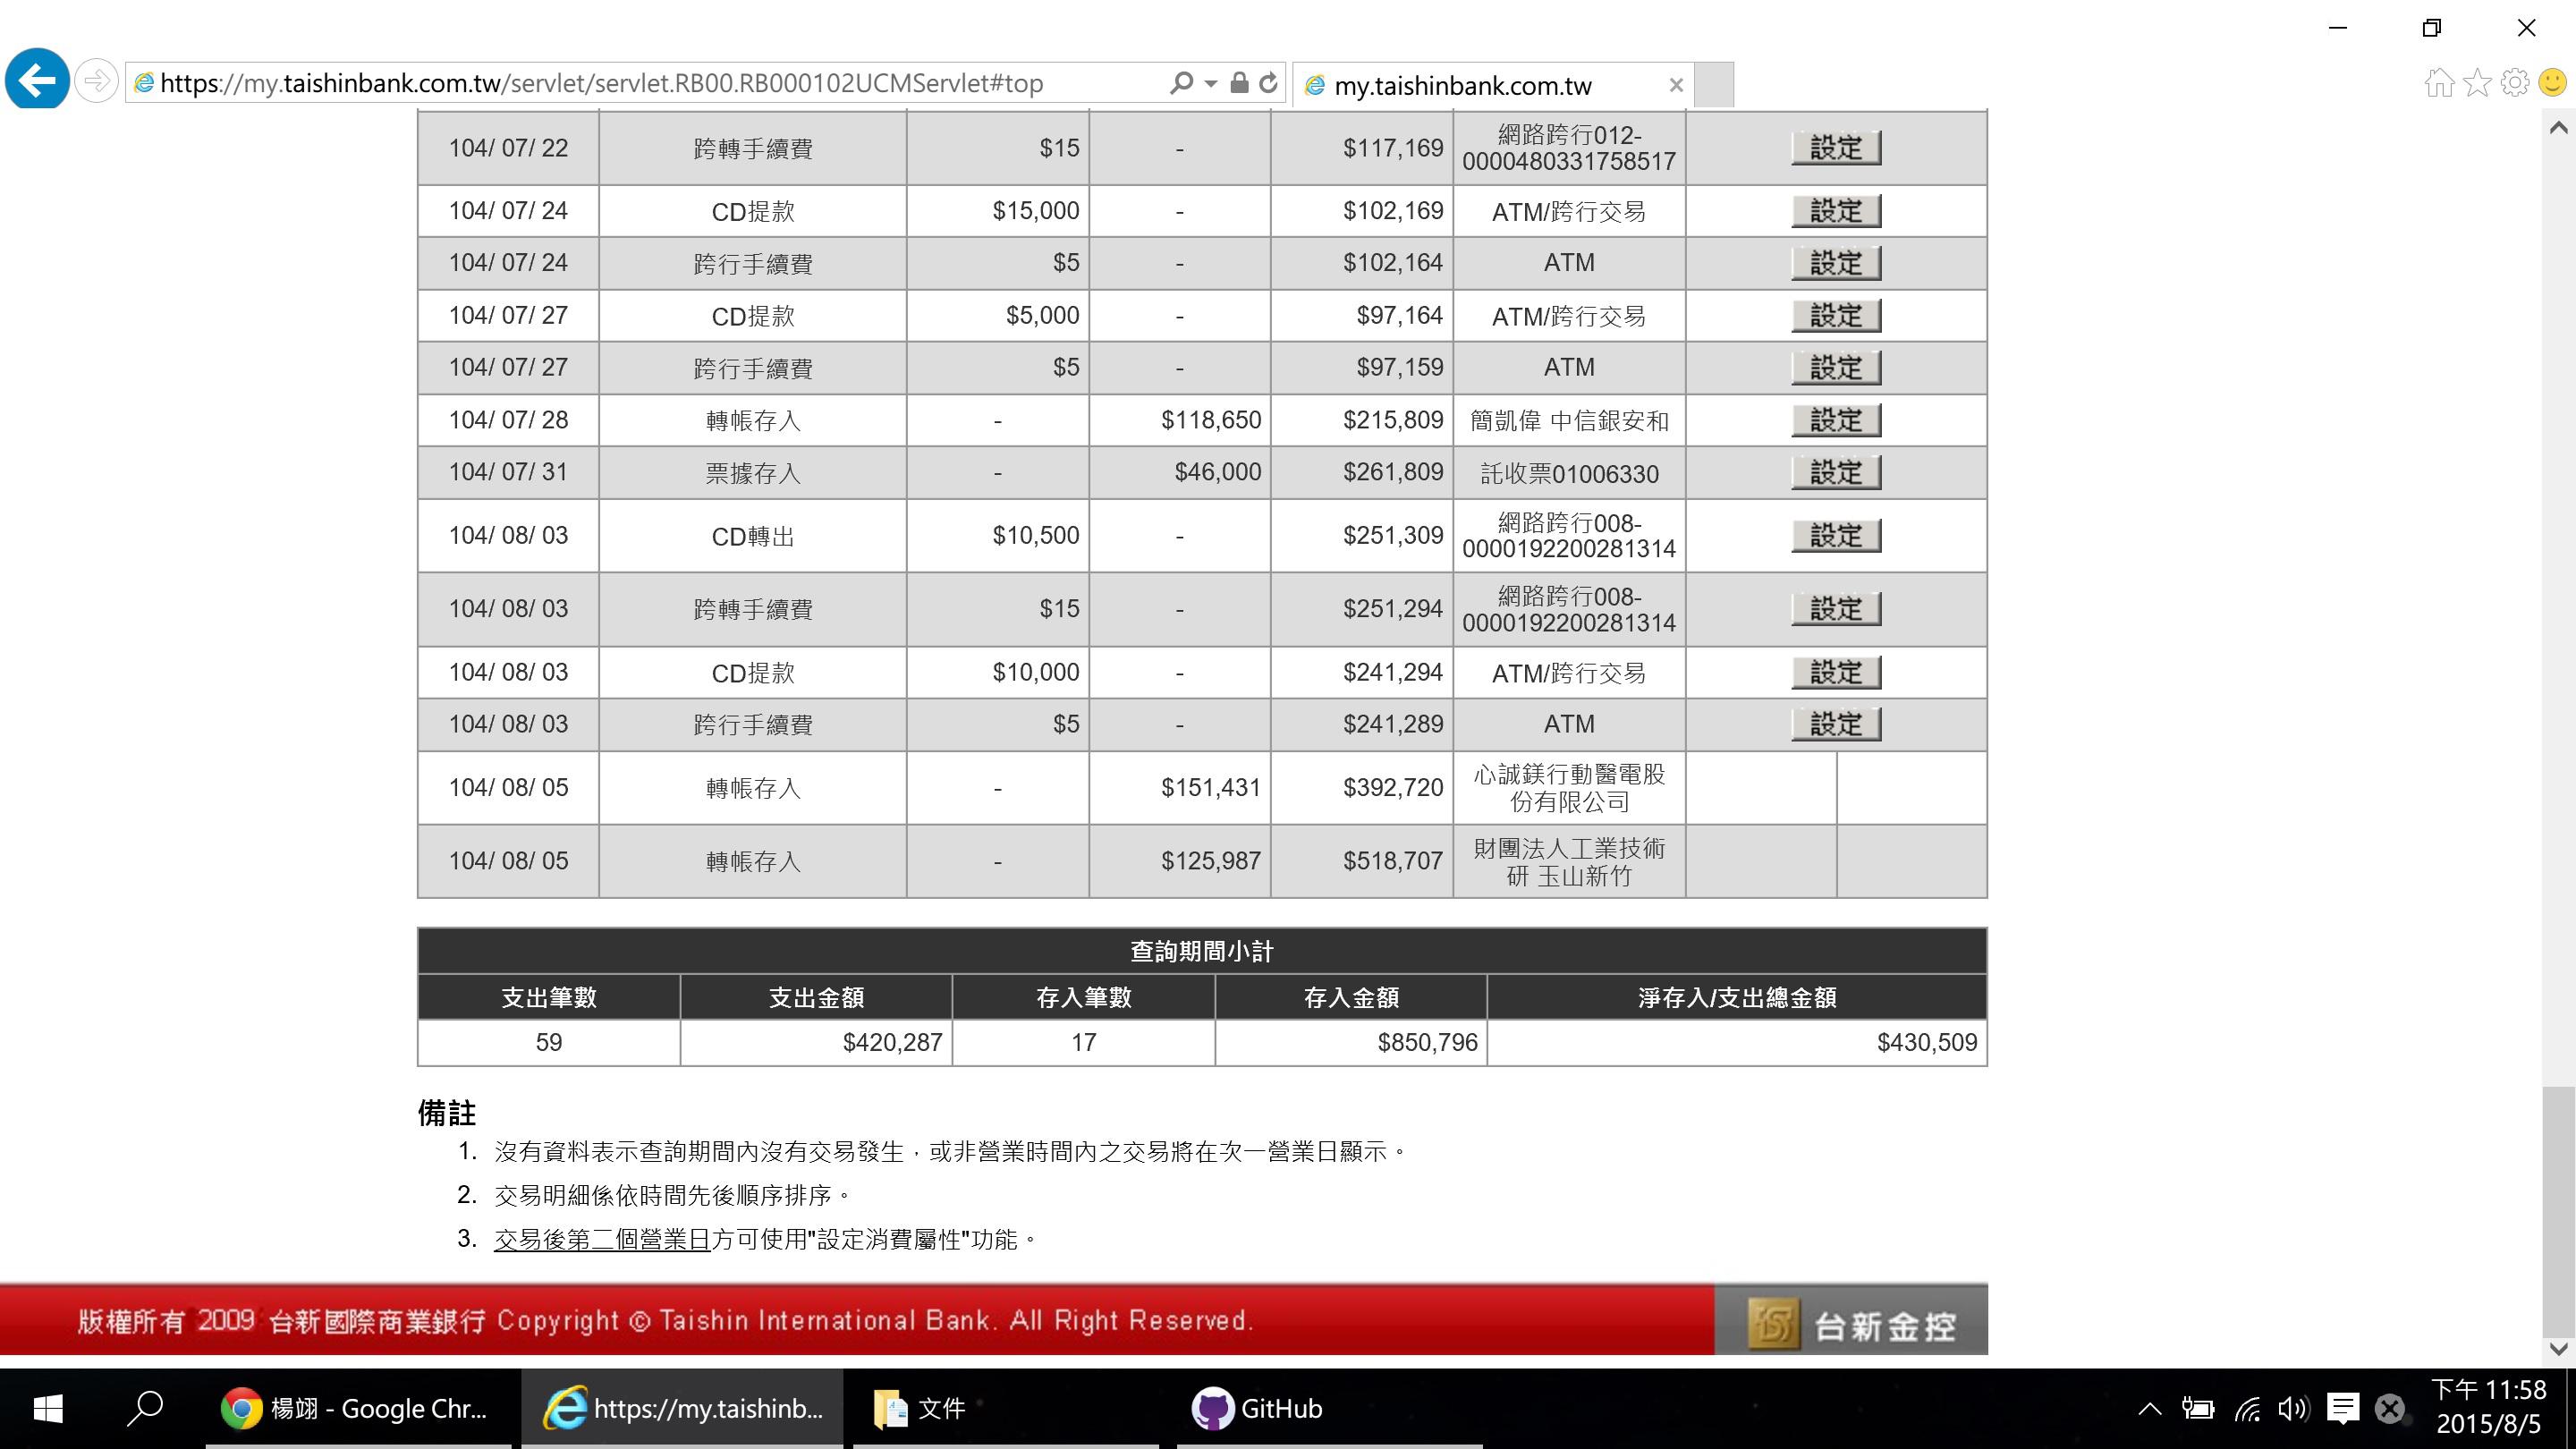 https://my.taishinbank.com.tw/servlet/servlet.RB00.RB000102UCMServlet#top
my.taishinbank.com.tw
104/ 07/ 22 跨轉手續費 $15 - $117,169 網路跨行012-0000480331758517 設定
104/ 07/ 24 CD提款 $15,000 - $102,169 ATM/跨行交易 設定
104/ 07/ 24 跨行手續費 $5 - $102,164 ATM 設定
104/ 07/ 27 CD提款 $5,000 - $97,164 ATM/跨行交易 設定
104/ 07/ 27 跨行手續費 $5 - $97,159 ATM 設定
104/ 07/ 28 轉帳存入 - $118,650 $215,809 簡凱偉 中信銀安和 設定
104/ 07/ 31 票據存入 - $46,000 $261,809 託收票01006330 設定
104/ 08/ 03 CD轉出 $10,500 - $251,309 網路跨行008-0000192200281314 設定
104/ 08/ 03 跨轉手續費 $15 - $251,294 網路跨行008-0000192200281314 設定
104/ 08/ 03 CD提款 $10,000 - $241,294 ATM/跨行交易 設定
104/ 08/ 03 跨行手續費 $5 - $241,289 ATM 設定
104/ 08/ 05 轉帳存入 - $151,431 $392,720 心誠鎂行動醫電股份有限公司
104/ 08/ 05 轉帳存入 - $125,987 $518,707 財團法人工業技術研 玉山新竹
查詢期間小計
支出筆數 支出金額 存入筆數 存入金額 淨存入/支出總金額
59 $420,287 17 $850,796 $430,509
備註
1. 沒有資料表示查詢期間內沒有交易發生，或非營業時間內之交易將在次一營業日顯示。
2. 交易明細係依時間先後順序排序。
3. 交易後第二個營業日方可使用"設定消費屬性"功能。
版權所有 2009 台新國際商業銀行 Copyright © Taishin International Bank. All Right Reserved.
台新金控
楊翊 - Google Chr...
https://my.taishinb...
文件
GitHub
下午 11:58
2015/8/5